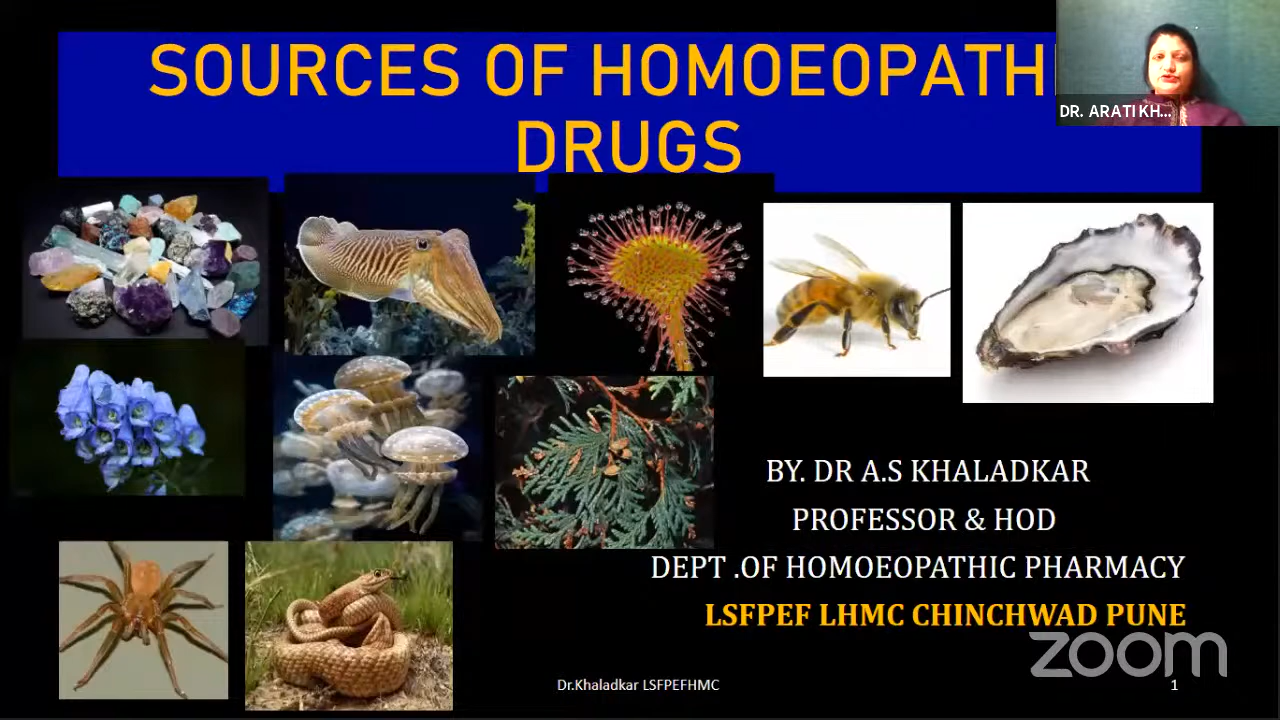 SOURCES OF HOMOEOPATHI
DRUGS
DR. ARATI KH...
BY. DR A.S KHALADKAR
PROFESSOR & HOD
DEPT .OF HOMOEOPATHIC PHARMACY
LSFPEF LHMC CHINCHWAD PUNE
zoom
Dr.Khaladkar LSFPEFHMC
1